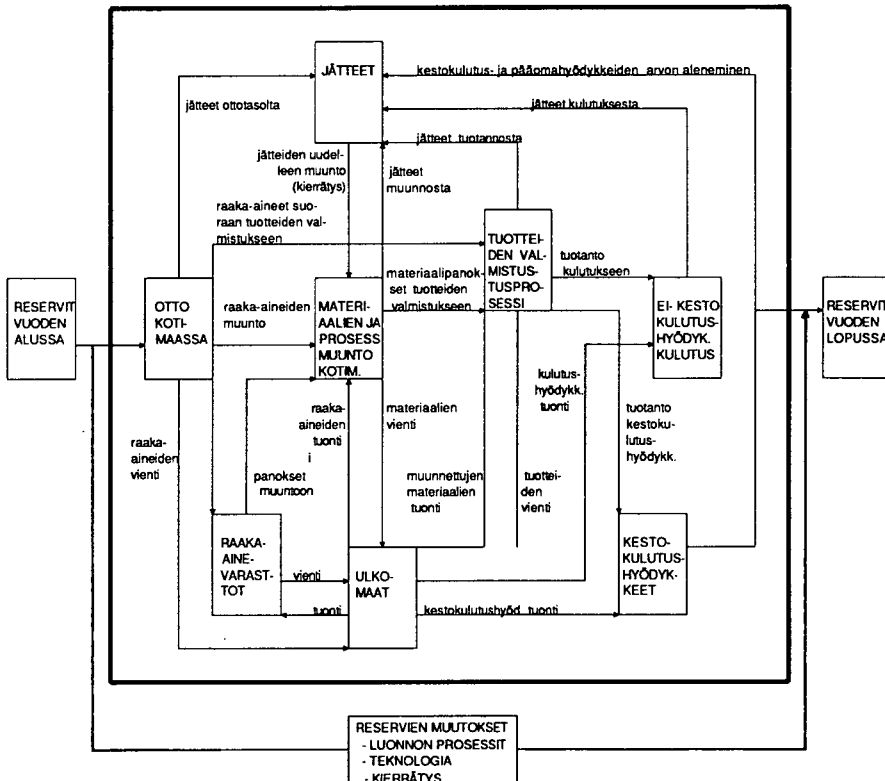 JÄTTEET
kestokulutus- ja pääomahyödykkeiden arvon aleneminen
jätteet ottotasolta
jätteet kulutuksesta
jätteet tuotannosta
jätteiden uudel-
leen muunto
(kierrätys)
jätteet
muunnosta
raaka-aineet suo-
raan tuotteiden val-
mistukseen
TUOTTEI-
DEN VAL-
MISTUS-
TUSPRO-
SESSI
tuotanto
kulutukseen
RESERVIT
VUODEN
ALUSSA
OTTO
KOTI-
MAASSA
raaka-aineiden
muunto
MATERI-
AALIEN JA
PROSESS
MUUNTO
KOTIM.
materiaalipanok-
set tuotteiden
valmistukseen
EI- KESTO
KULUTUS-
HYÖDYK.
KULUTUS
RESERVIT
VUODEN
LOPUSSA
raaka-
aineiden
vienti
panokset
muuntoon
raaka-
aineiden
tuonti
i
materiaalien
vienti
kulutus-
hyödykk.
tuonti
tuotanto
kestoku-
lutus-
hyödykk.
muunnettujen
materiaalien
tuonti
tuottei-
den
vienti
RAAKA-
AINE-
VARAST-
TOT
vienti
tuonti
ULKO-
MAAT
kestokulutushyöd. tuonti
KESTO-
KULUTUS-
HYÖDYK-
KEET
RESERVIEN MUUTOKSET
- LUONNON PROSESSIT
- TEKNOLOGIA
- KIERRÄTYS